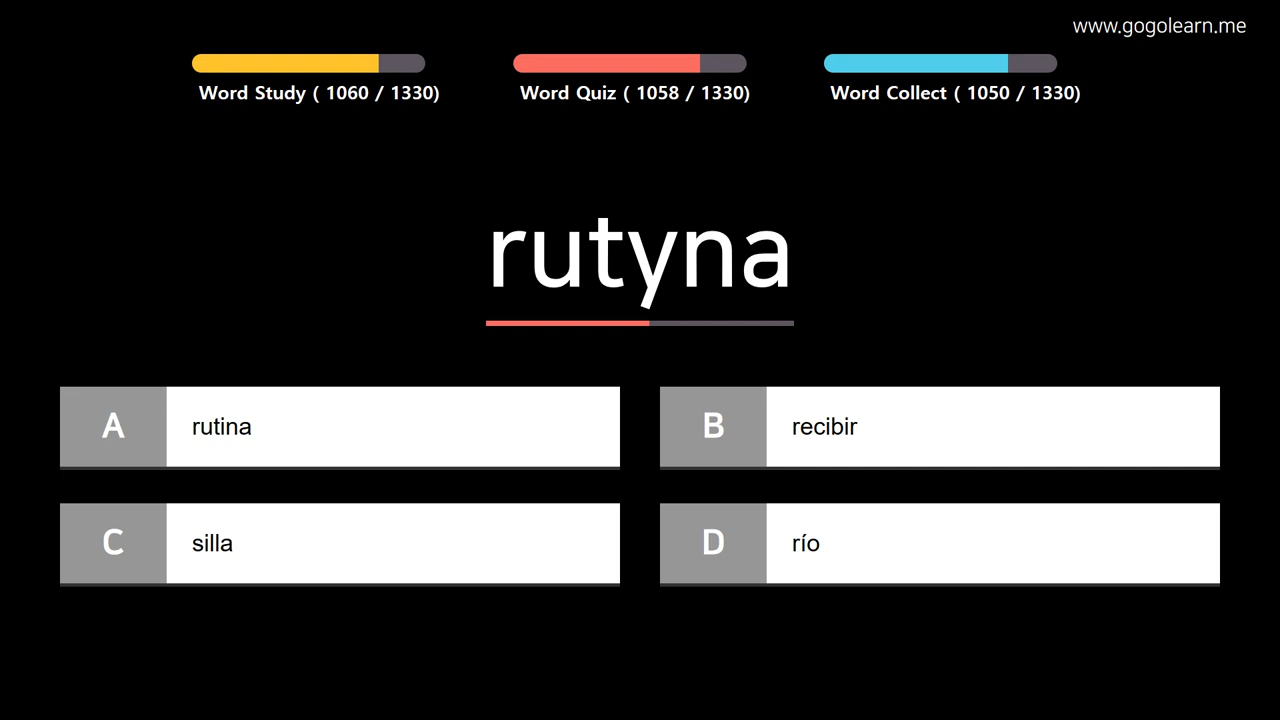 www.gogolearn.me
Word Study ( 1060 / 1330)
Word Quiz ( 1058 / 1330)
Word Collect ( 1050 / 1330)
rutyna
A rutina
B recibir
C silla
D río